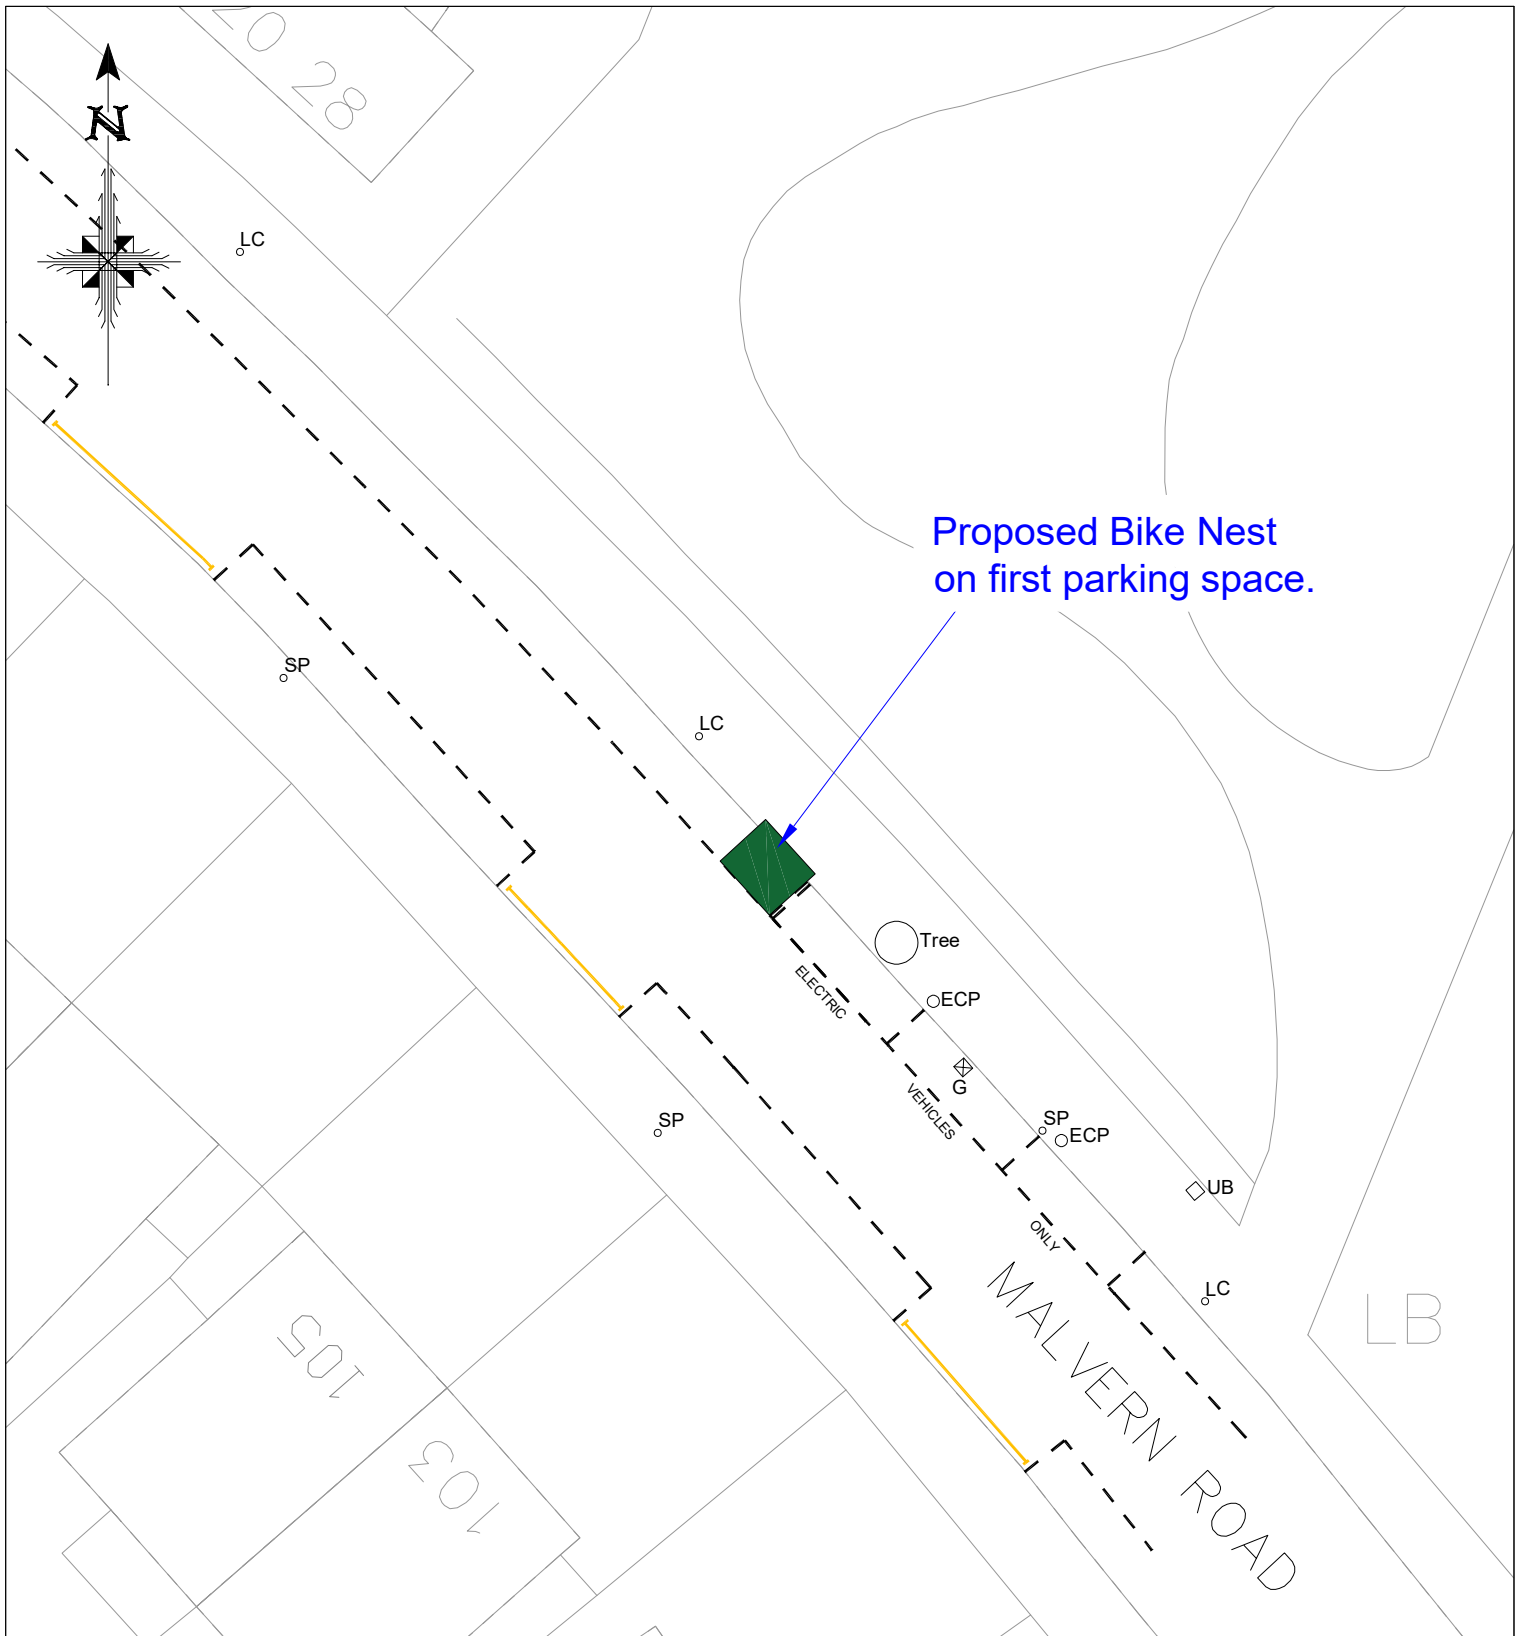 20 28
N
LC
Proposed Bike Nest
on first parking space.
SP
LC
Tree
ELECTRIC
ECP
G
VEHICLES
SP
SP
ECP
UB
ONLY
LC
MALVERN ROAD
LB
105
103